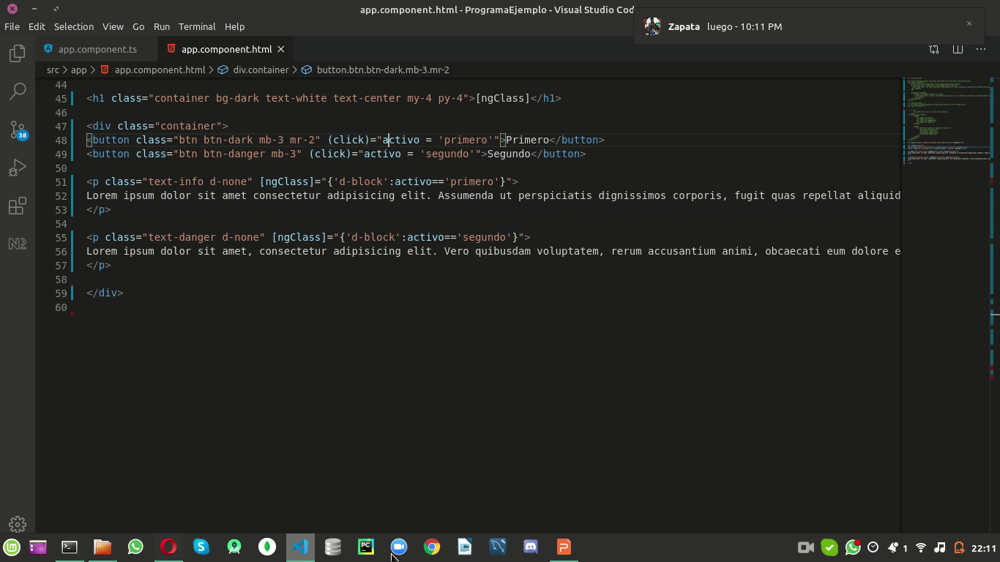 app.component.html - ProgramaEjemplo - Visual Studio Cod
File Edit Selection View Go Run Terminal Help
Zapata luego - 10:11 PM
app.component.ts
app.component.html
src > app > app.component.html > div.container > button.btn.btn-dark.mb-3.mr-2
44
45 <h1 class="container bg-dark text-white text-center my-4 py-4">[ngClass]</h1>
46
47 <div class="container">
48 <button class="btn btn-dark mb-3 mr-2" (click)="activo = 'primero'">Primero</button>
49 <button class="btn btn-danger mb-3" (click)="activo = 'segundo'">Segundo</button>
50
51 <p class="text-info d-none" [ngClass]="{'d-block':activo=='primero'}">
52 Lorem ipsum dolor sit amet consectetur adipisicing elit. Assumenda ut perspiciatis dignissimos corporis, fugit quas repellat aliquid
53 </p>
54
55 <p class="text-danger d-none" [ngClass]="{'d-block':activo=='segundo'}">
56 Lorem ipsum dolor sit amet, consectetur adipisicing elit. Vero quibusdam voluptatem, rerum accusantium animi, obcaecati eum dolore e
57 </p>
58
59 </div>
60
38
PC
1
22:11